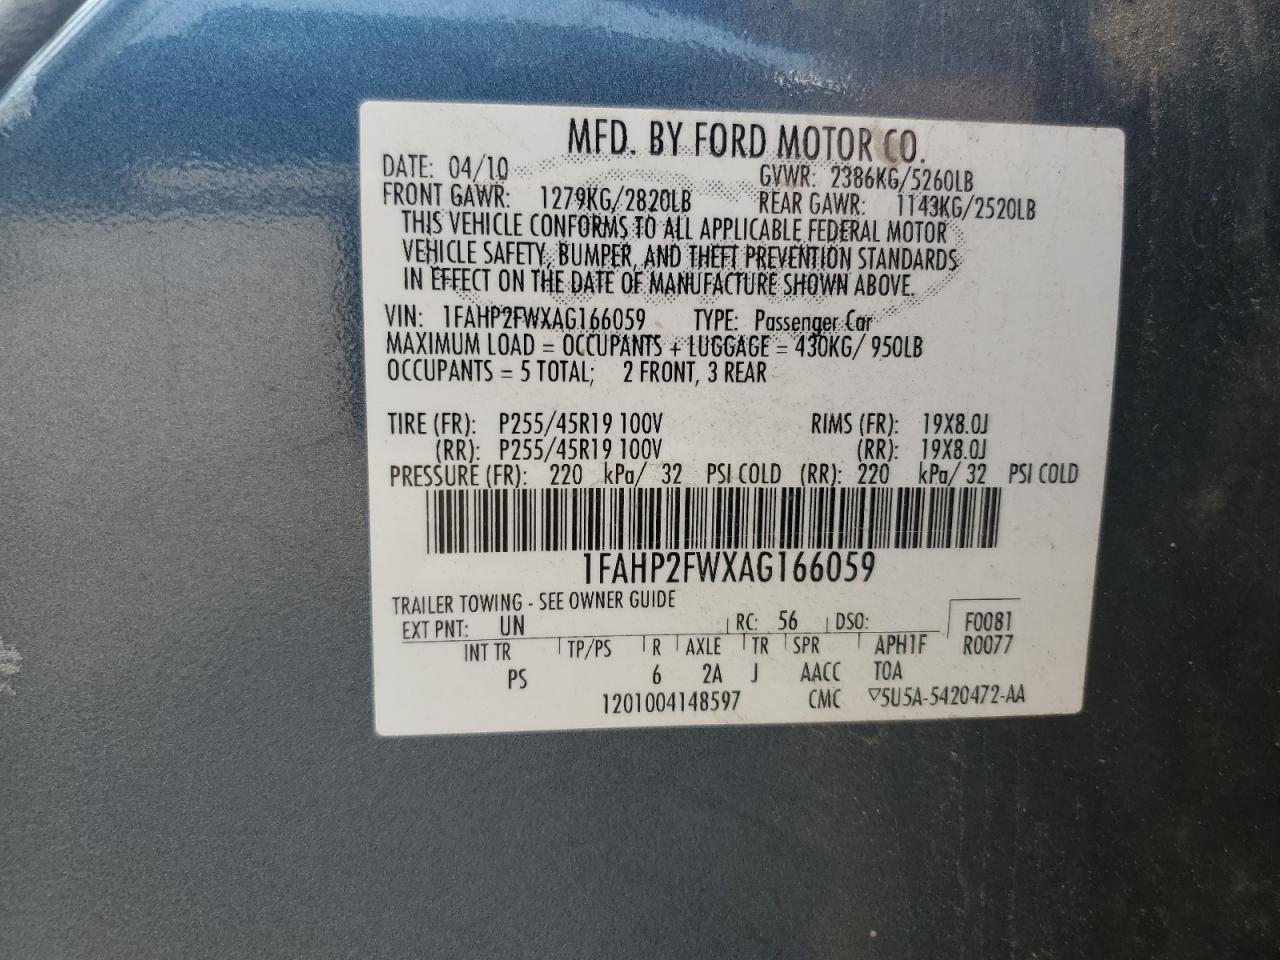 MFD. BY FORD MOTOR CO.
DATE: 04/10 GVWR: 2386KG/5260LB
FRONT GAWR: 1279KG/2820LB REAR GAWR: 1143KG/2520LB
THIS VEHICLE CONFORMS TO ALL APPLICABLE FEDERAL MOTOR
VEHICLE SAFETY, BUMPER, AND THEFT PREVENTION STANDARDS
IN EFFECT ON THE DATE OF MANUFACTURE SHOWN ABOVE.
VIN: 1FAHP2FWXAG166059 TYPE: Passenger Car
MAXIMUM LOAD = OCCUPANTS + LUGGAGE = 430KG/ 950LB
OCCUPANTS = 5 TOTAL; 2 FRONT, 3 REAR
TIRE (FR): P255/45R19 100V RIMS (FR): 19X8.0J
(RR): P255/45R19 100V (RR): 19X8.0J
PRESSURE (FR): 220 kPa/ 32 PSI COLD (RR): 220 kPa/ 32 PSI COLD
1FAHP2FWXAG166059
TRAILER TOWING - SEE OWNER GUIDE
EXT PNT: UN RC: 56 DSO: F0081
INT TR TP/PS R AXLE TR SPR APH1F R0077
PS 6 2A J AACC TOA
1201004148597 CMC ▽5U5A-5420472-AA